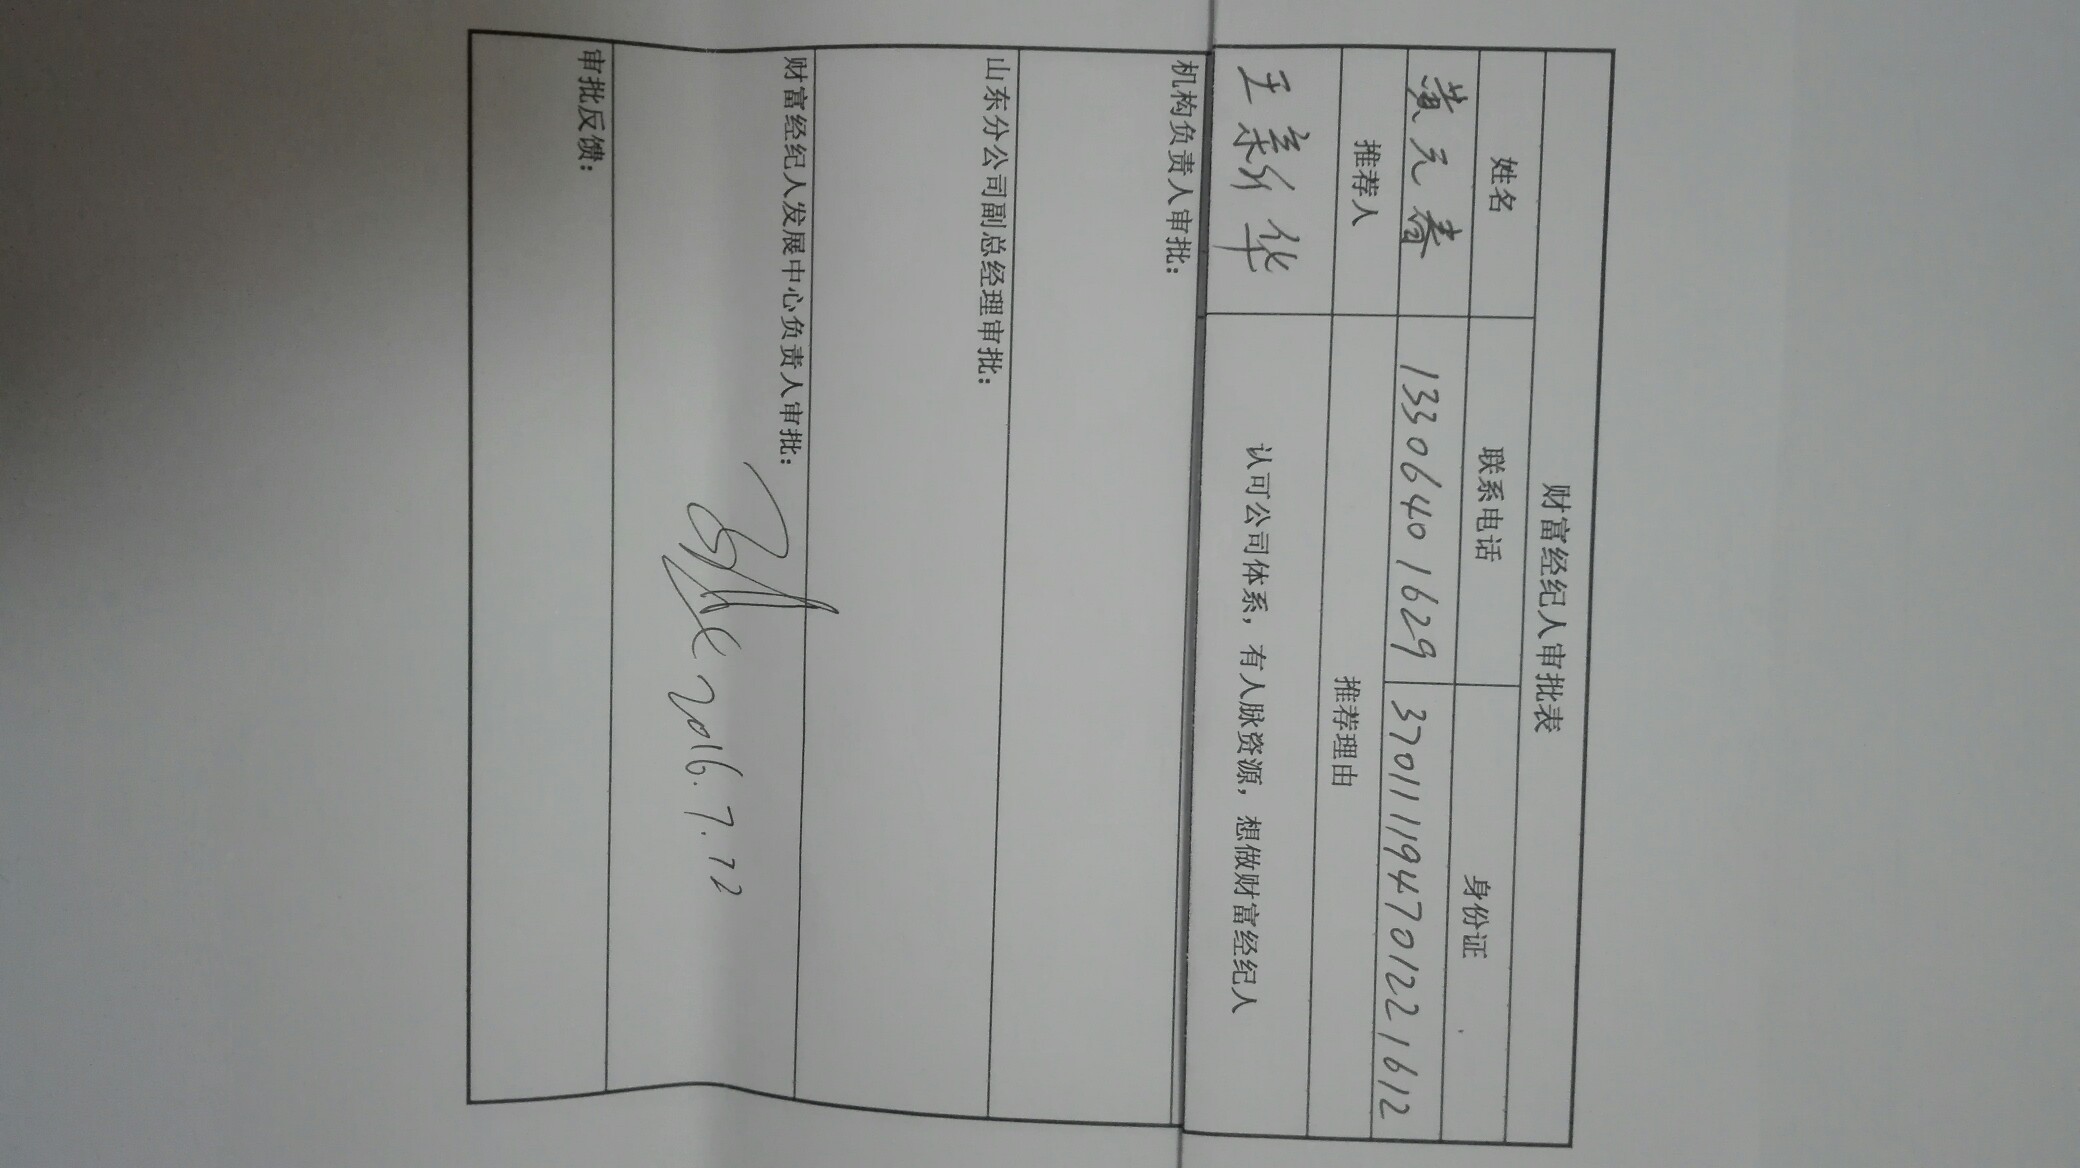 财富经纪人审批表
姓名 联系电话 身份证
黄元春 13306401629 370111194701221612
推荐人 推荐理由
王新华 认可公司体系，有人脉资源，想做财富经纪人
机构负责人审批：
山东分公司副总经理审批：
财富经纪人发展中心负责人审批：
2016.7.22
审批反馈：